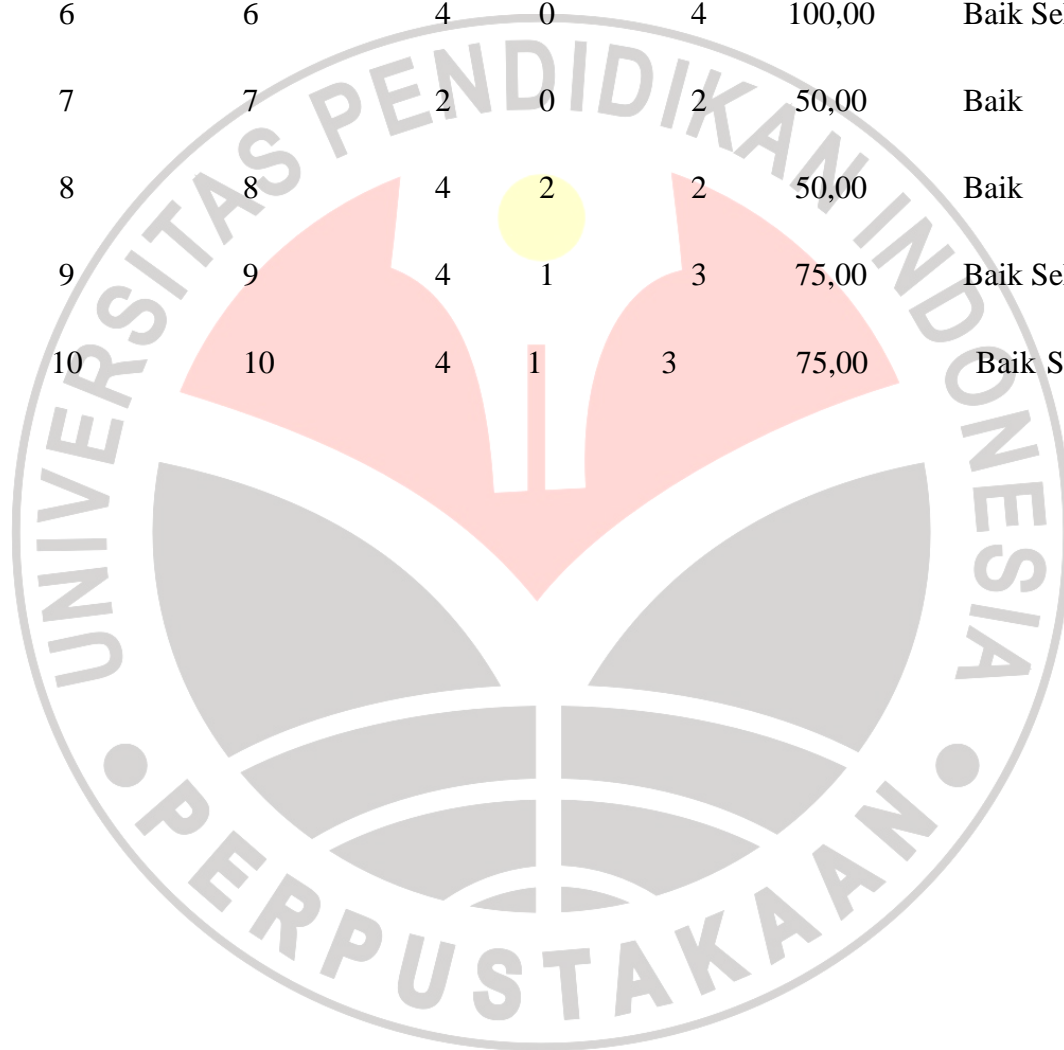 6 6 4 0 4 100,00 Baik Se
7 7 2 0 2 50,00 Baik
8 8 4 2 2 50,00 Baik
9 9 4 1 3 75,00 Baik Se
10 10 4 1 3 75,00 Baik S
UNIVERSITAS PENDIDIKAN INDONESIA
PERPUSTAKAAN